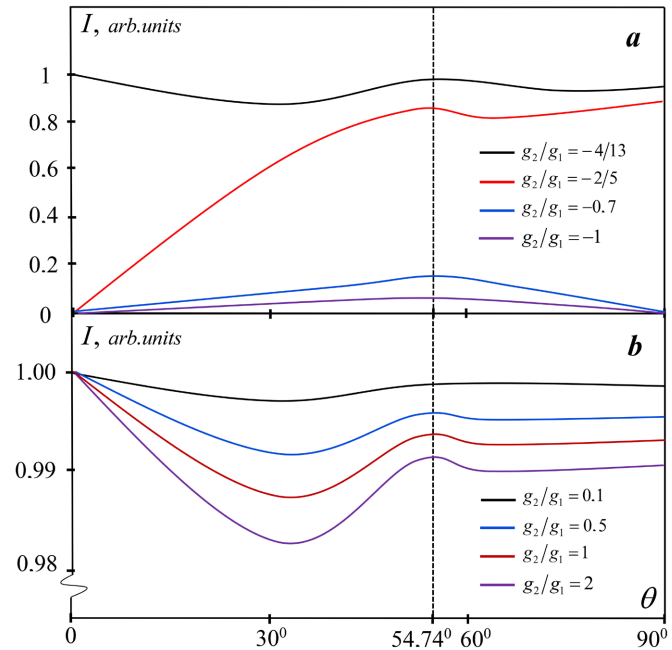 I, arb.units
a
1
0.8
0.6
0.4
0.2
0
g₂/g₁ = −4/13
g₂/g₁ = −2/5
g₂/g₁ = −0.7
g₂/g₁ = −1
I, arb.units
b
1.00
0.99
0.98
g₂/g₁ = 0.1
g₂/g₁ = 0.5
g₂/g₁ = 1
g₂/g₁ = 2
θ
0 30⁰ 54,74⁰ 60⁰ 90⁰